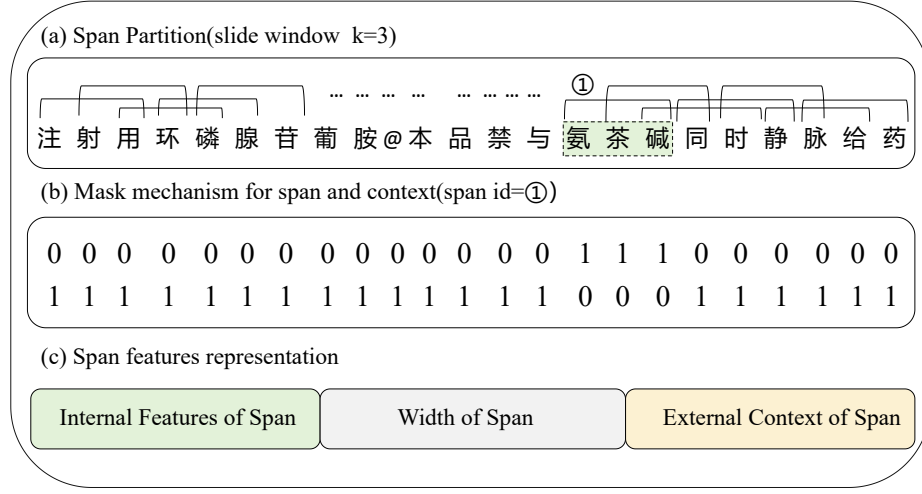 (a) Span Partition(slide window k=3)
①
... ... ... ... ... ... ... ...
注 射 用 环 磷 腺 苷 葡 胺 @ 本 品 禁 与 氨 茶 碱 同 时 静 脉 给 药
(b) Mask mechanism for span and context(span id=①)
0 0 0 0 0 0 0 0 0 0 0 0 0 0 1 1 1 0 0 0 0 0 0
1 1 1 1 1 1 1 1 1 1 1 1 1 1 0 0 0 1 1 1 1 1 1
(c) Span features representation
Internal Features of Span Width of Span External Context of Span